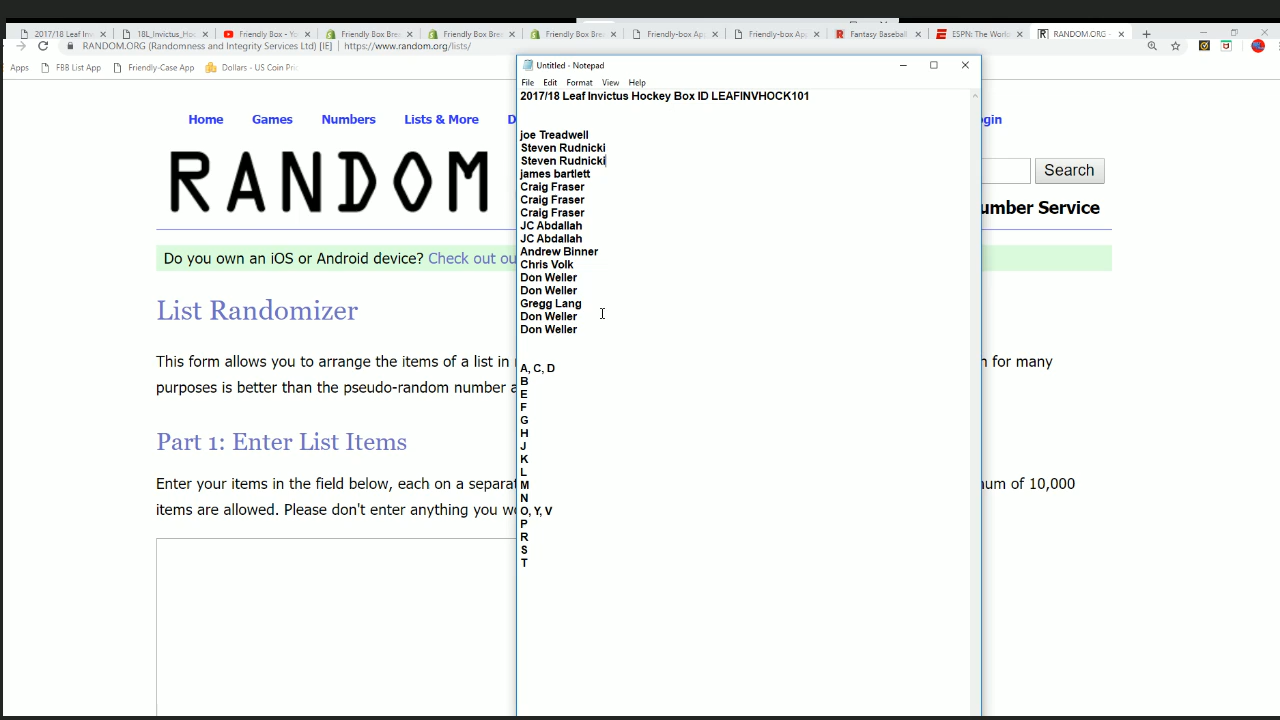 2017/18 Leaf Inv
18L_Invictus_Ho
Friendly Box - Yo
Friendly Box Bre
Friendly Box Bre
Friendly Box Bre
Friendly-box Ap
Friendly-box App
Fantasy Baseball
ESPN: The World
RANDOM.ORG -
RANDOM.ORG (Randomness and Integrity Services Ltd) [IE] | https://www.random.org/lists/
Apps FBB List App Friendly-Case App Dollars - US Coin Pri
Untitled - Notepad
File Edit Format View Help
2017/18 Leaf Invictus Hockey Box ID LEAFINVHOCK101
joe Treadwell
Steven Rudnicki
Steven Rudnicki
james bartlett
Craig Fraser
Craig Fraser
Craig Fraser
JC Abdallah
JC Abdallah
Andrew Binner
Chris Volk
Don Weller
Don Weller
Gregg Lang
Don Weller
Don Weller
A, C, D
B
E
F
G
H
J
K
L
M
N
O, Y, V
P
R
S
T
Home Games Numbers Lists & More D
ogin
RANDOM
Search
umber Service
Do you own an iOS or Android device? Check out ou
List Randomizer
This form allows you to arrange the items of a list in
n for many
purposes is better than the pseudo-random number a
Part 1: Enter List Items
Enter your items in the field below, each on a separat
num of 10,000
items are allowed. Please don't enter anything you wo